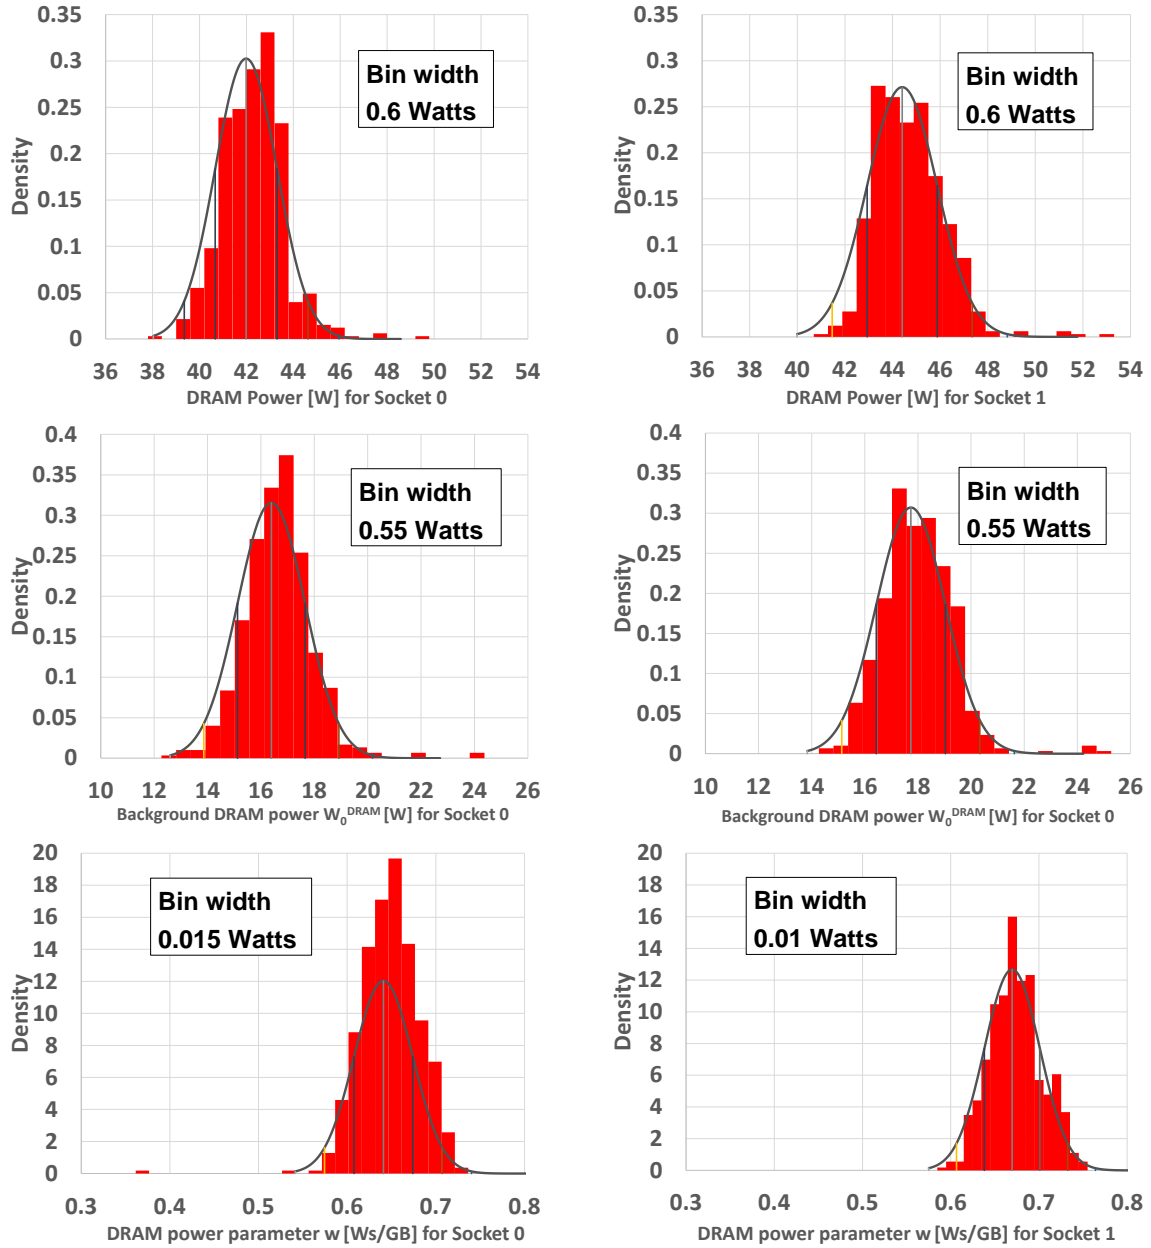 0.35
0.3
0.25
0.2
0.15
0.1
0.05
0
Density
Bin width
0.6 Watts
36 38 40 42 44 46 48 50 52 54
DRAM Power [W] for Socket 0
0.35
0.3
0.25
0.2
0.15
0.1
0.05
0
Density
Bin width
0.6 Watts
36 38 40 42 44 46 48 50 52 54
DRAM Power [W] for Socket 1
0.4
0.35
0.3
0.25
0.2
0.15
0.1
0.05
0
Density
Bin width
0.55 Watts
10 12 14 16 18 20 22 24 26
Background DRAM power W0DRAM [W] for Socket 0
0.4
0.35
0.3
0.25
0.2
0.15
0.1
0.05
0
Density
Bin width
0.55 Watts
10 12 14 16 18 20 22 24 26
Background DRAM power W0DRAM [W] for Socket 0
20
18
16
14
12
10
8
6
4
2
0
Density
Bin width
0.015 Watts
0.3 0.4 0.5 0.6 0.7 0.8
DRAM power parameter w [Ws/GB] for Socket 0
20
18
16
14
12
10
8
6
4
2
0
Density
Bin width
0.01 Watts
0.3 0.4 0.5 0.6 0.7 0.8
DRAM power parameter w [Ws/GB] for Socket 1